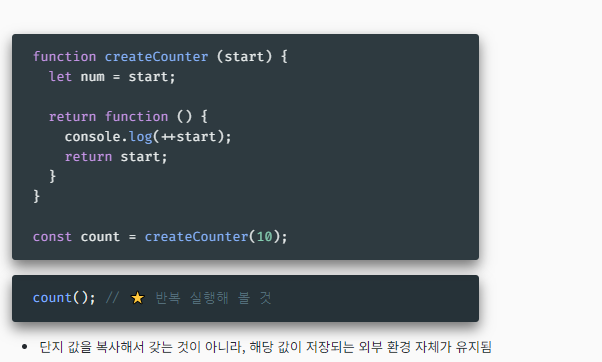 function createCounter (start) {
let num = start;
return function () {
console.log(++start);
return start;
}
}
const count = createCounter(10);
count(); // ⭐ 반복 실행해 볼 것
• 단지 값을 복사해서 갖는 것이 아니라, 해당 값이 저장되는 외부 환경 자체가 유지됨